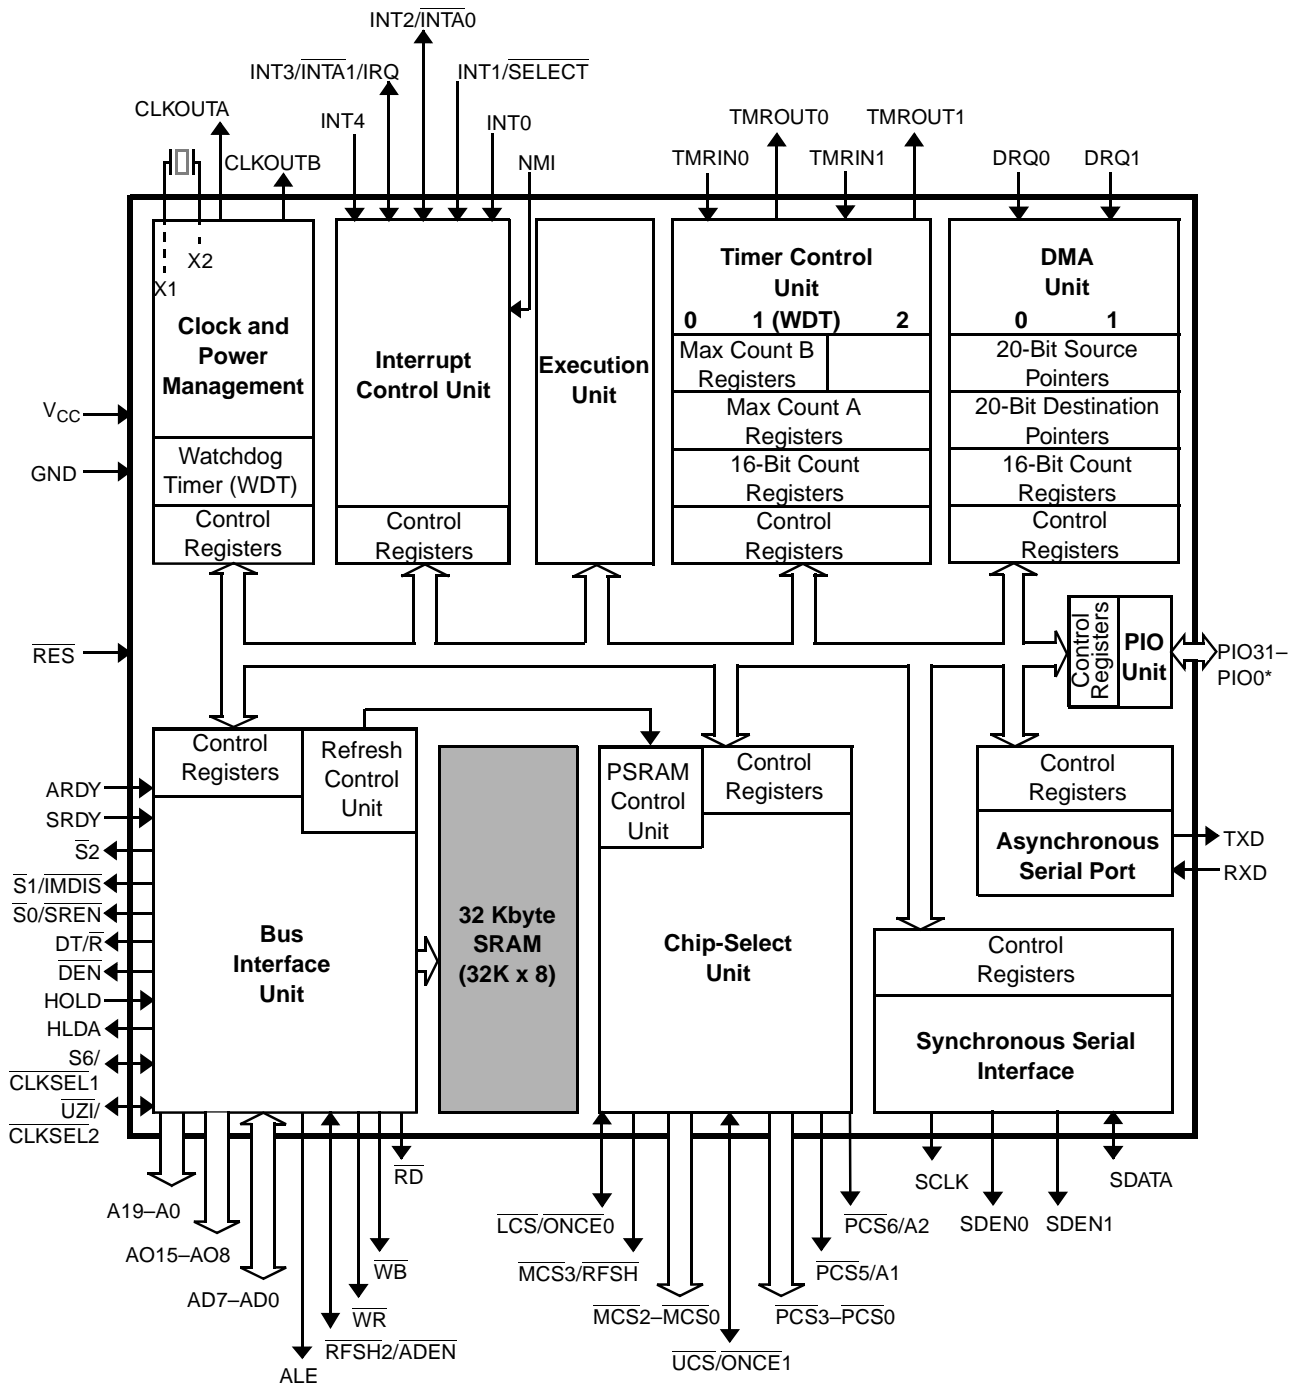 INT2/INTA0
INT3/INTA1/IRQ
INT1/SELECT
CLKOUTA
INT4
INT0
TMROUT0
TMROUT1
CLKOUTB
NMI
TMRIN0
TMRIN1
DRQ0
DRQ1
X2
X1
Clock and
Power
Management
Watchdog
Timer (WDT)
Control
Registers
Interrupt
Control Unit
Control
Registers
Execution
Unit
Timer Control
Unit
0 1 (WDT) 2
Max Count B
Registers
Max Count A
Registers
16-Bit Count
Registers
Control
Registers
DMA
Unit
0 1
20-Bit Source
Pointers
20-Bit Destination
Pointers
16-Bit Count
Registers
Control
Registers
VCC
GND
RES
Control
Registers
PIO
Unit
PIO31–
PIO0*
Control
Registers
Refresh
Control
Unit
Bus
Interface
Unit
32 Kbyte
SRAM
(32K x 8)
PSRAM
Control
Unit
Control
Registers
Chip-Select
Unit
Control
Registers
Asynchronous
Serial Port
TXD
RXD
Control
Registers
Synchronous Serial
Interface
ARDY
SRDY
S2
S1/IMDIS
S0/SREN
DT/R
DEN
HOLD
HLDA
S6/
CLKSEL1
UZI/
CLKSEL2
A19–A0
AO15–AO8
AD7–AD0
ALE
RFSH2/ADEN
WR
WB
RD
LCS/ONCE0
MCS3/RFSH
MCS2–MCS0
UCS/ONCE1
PCS3–PCS0
PCS5/A1
PCS6/A2
SCLK
SDEN0
SDEN1
SDATA